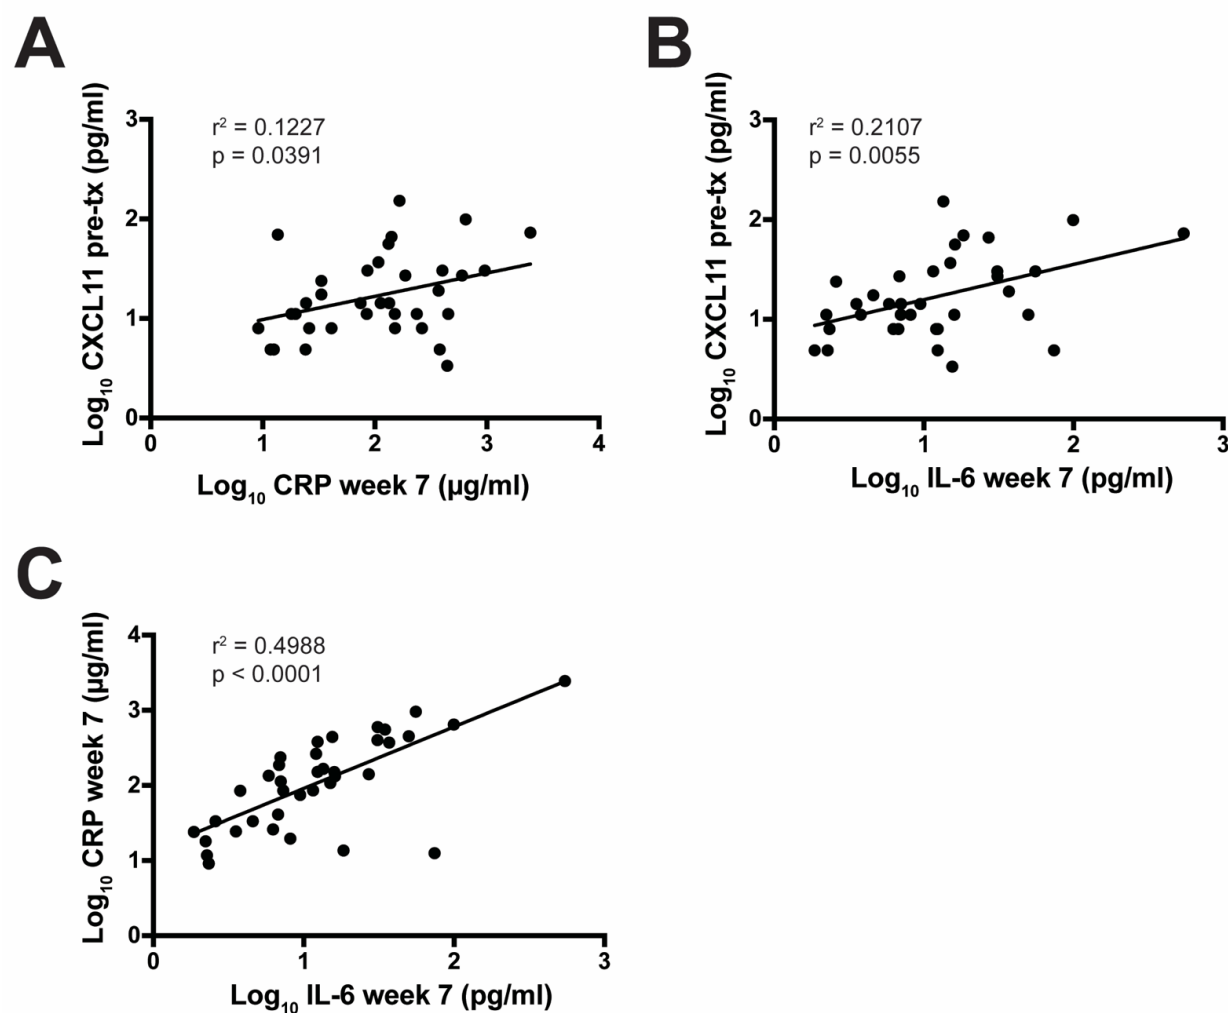 A
Log₁₀ CXCL11 pre-tx (pg/ml)
r² = 0.1227
p = 0.0391
3
2
1
0
0 1 2 3 4
Log₁₀ CRP week 7 (µg/ml)
B
Log₁₀ CXCL11 pre-tx (pg/ml)
r² = 0.2107
p = 0.0055
3
2
1
0
0 1 2 3
Log₁₀ IL-6 week 7 (pg/ml)
C
Log₁₀ CRP week 7 (µg/ml)
r² = 0.4988
p < 0.0001
4
3
2
1
0
0 1 2 3
Log₁₀ IL-6 week 7 (pg/ml)